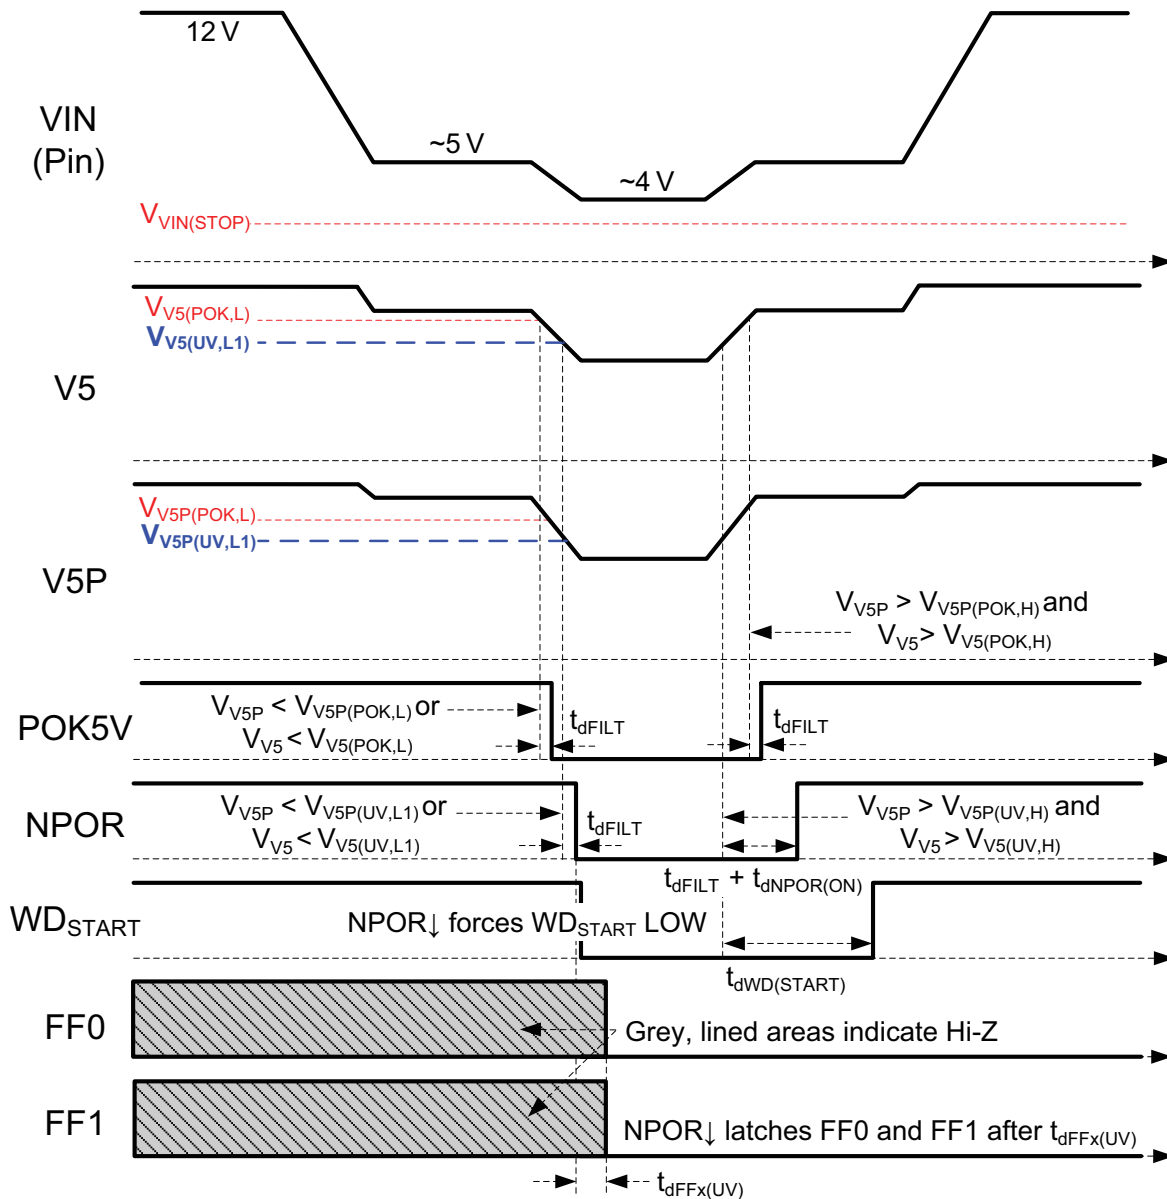 12 V
VIN
(Pin)
~5 V
~4 V
VVIN(STOP)
VV5(POK,L)
VV5(UV,L1)
V5
VV5P(POK,L)
VV5P(UV,L1)
V5P
VV5P > VV5P(POK,H) and
VV5 > VV5(POK,H)
POK5V
VV5P < VV5P(POK,L) or
VV5 < VV5(POK,L)
tdFILT
tdFILT
NPOR
VV5P < VV5P(UV,L1) or
VV5 < VV5(UV,L1)
tdFILT
VV5P > VV5P(UV,H) and
VV5 > VV5(UV,H)
tdFILT + tdNPOR(ON)
WDSTART
NPOR↓ forces WDSTART LOW
tdWD(START)
FF0
Grey, lined areas indicate Hi-Z
FF1
NPOR↓ latches FF0 and FF1 after tdFFx(UV)
tdFFx(UV)